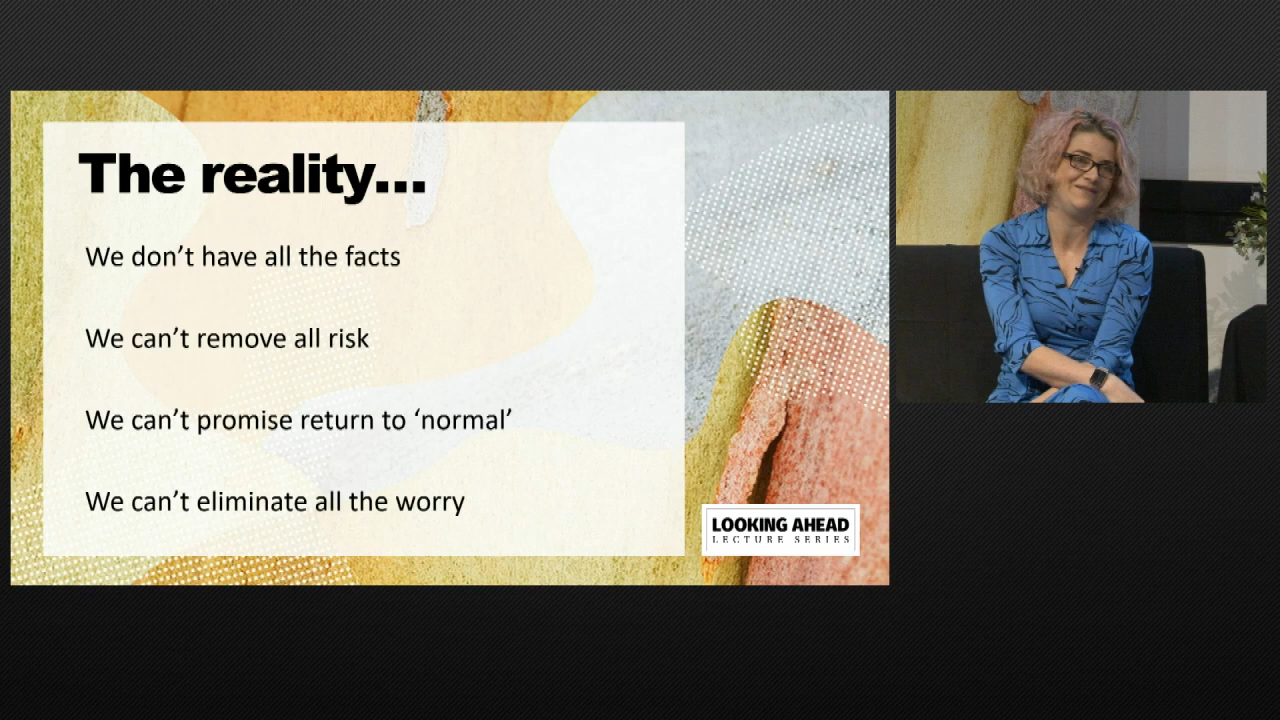 The reality...
We don’t have all the facts
We can’t remove all risk
We can’t promise return to ‘normal’
We can’t eliminate all the worry
LOOKING AHEAD
LECTURE SERIES